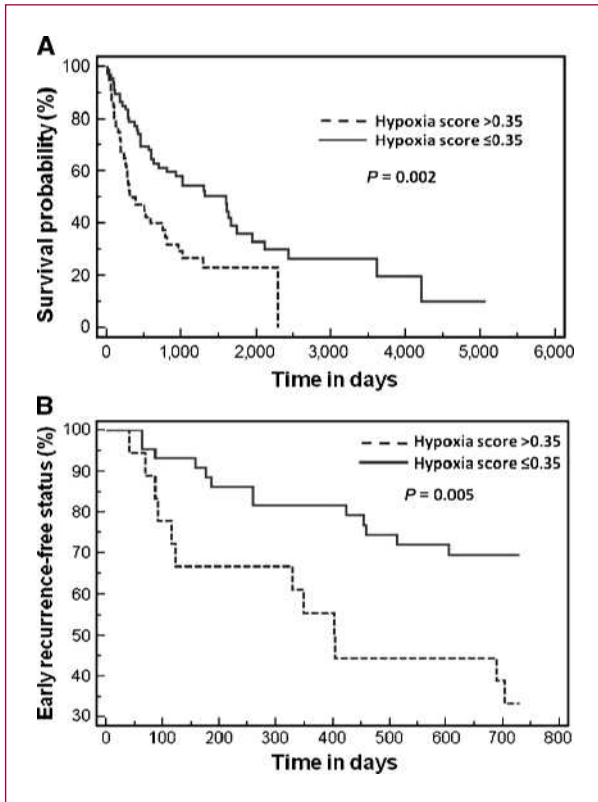 A
Survival probability (%)
100
80
60
40
20
0
Hypoxia score >0.35
Hypoxia score ≤0.35
P = 0.002
0 1,000 2,000 3,000 4,000 5,000 6,000
Time in days
B
Early recurrence-free status (%)
100
90
80
70
60
50
40
30
Hypoxia score >0.35
Hypoxia score ≤0.35
P = 0.005
0 100 200 300 400 500 600 700 800
Time in days